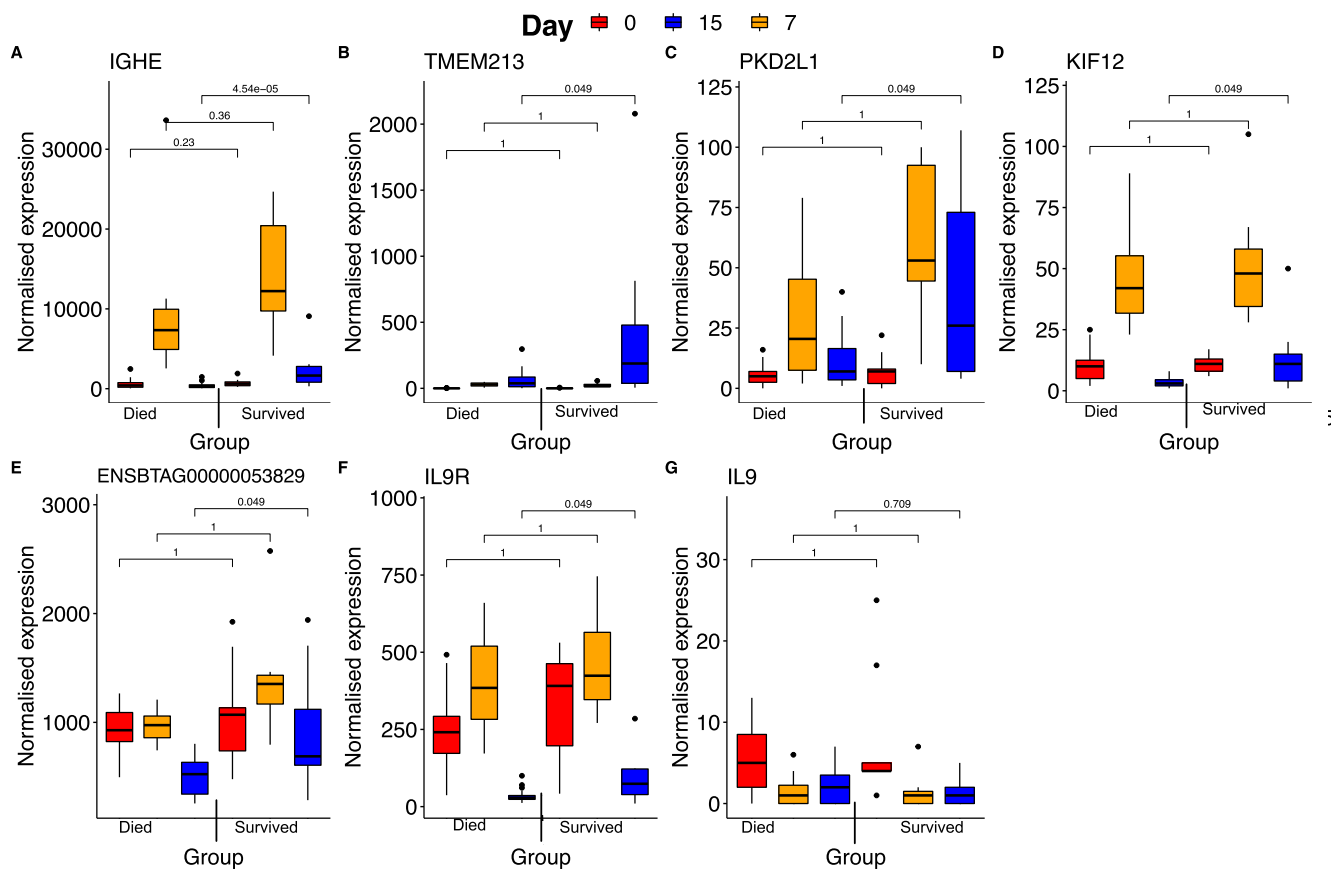 Day 0 15 7
A IGHE
Normalised expression
30000
20000
10000
0
4.54e−05
0.36
0.23
Died Survived
Group
B TMEM213
Normalised expression
2000
1500
1000
500
0
0.049
1
1
Died Survived
Group
C PKD2L1
Normalised expression
125
100
75
50
25
0
0.049
1
1
Died Survived
Group
D KIF12
Normalised expression
125
100
75
50
25
0
0.049
1
1
Died Survived
Group
E ENSBTAG00000053829
Normalised expression
3000
2000
1000
0.049
1
1
Died Survived
Group
F IL9R
Normalised expression
1000
750
500
250
0
0.049
1
1
Died Survived
Group
G IL9
Normalised expression
30
20
10
0
0.709
1
1
Died Survived
Group